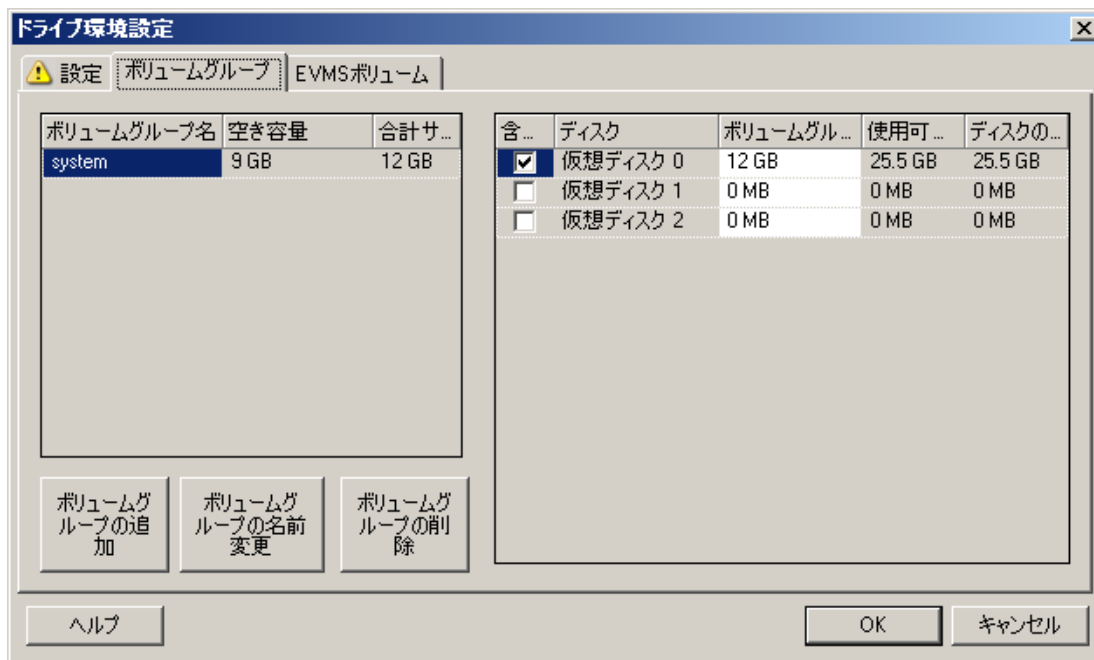 ドライブ環境設定
設定 ボリュームグループ EVMSボリューム
ボリュームグループ名 空き容量 合計サ...
system 9 GB 12 GB
含... ディスク ボリュームグル... 使用可... ディスクの...
仮想ディスク 0 12 GB 25.5 GB 25.5 GB
仮想ディスク 1 0 MB 0 MB 0 MB
仮想ディスク 2 0 MB 0 MB 0 MB
ボリュームグ
ループの追
加
ボリュームグ
ループの名前
変更
ボリュームグ
ループの削
除
ヘルプ OK キャンセル